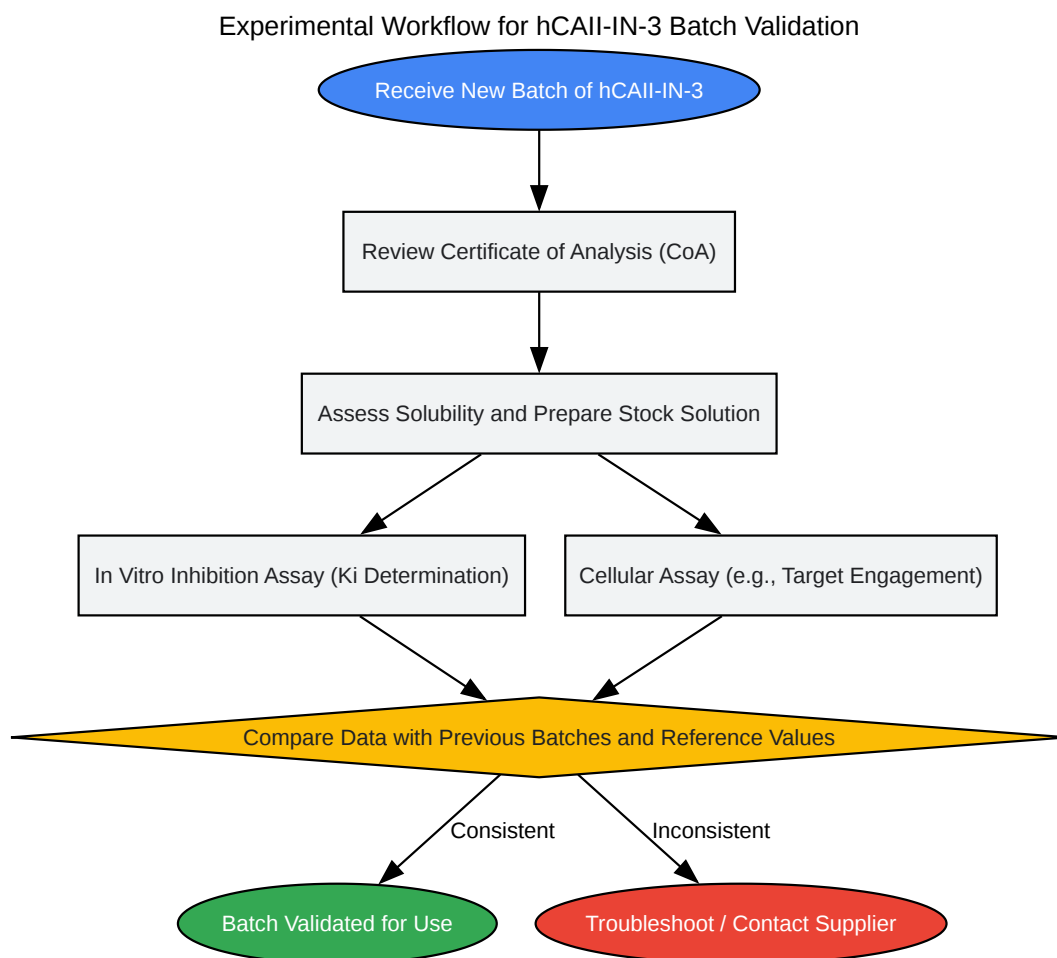 Experimental Workflow for hCAII-IN-3 Batch Validation
Receive New Batch of hCAII-IN-3
Review Certificate of Analysis (CoA)
Assess Solubility and Prepare Stock Solution
In Vitro Inhibition Assay (Ki Determination)
Cellular Assay (e.g., Target Engagement)
Compare Data with Previous Batches and Reference Values
Consistent
Inconsistent
Batch Validated for Use
Troubleshoot / Contact Supplier